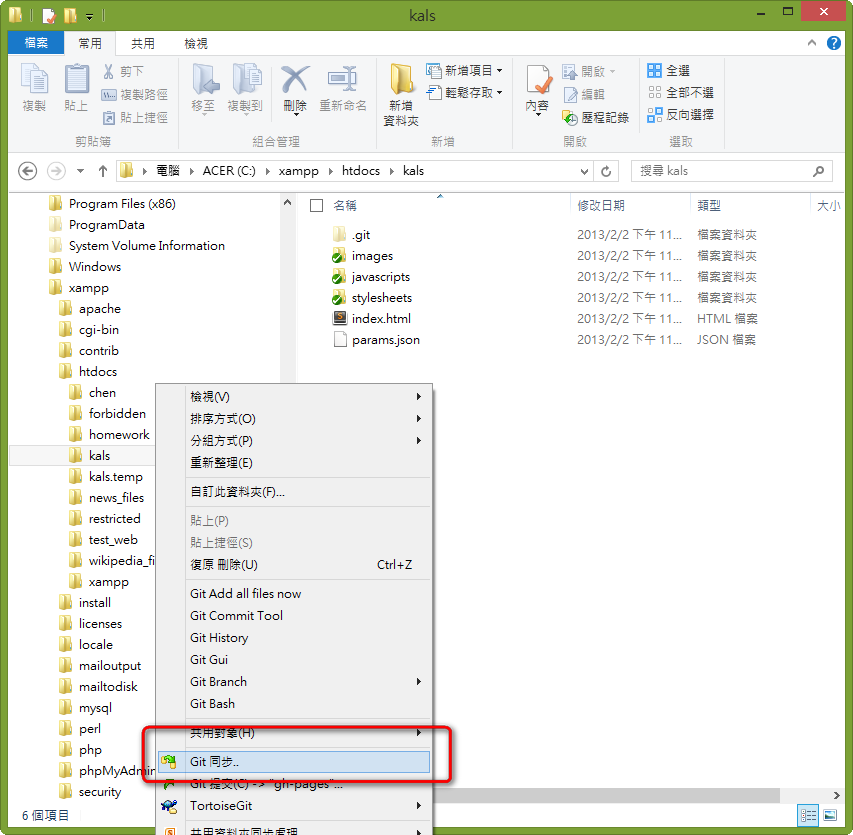 kals
檔案 常用 共用 檢視
複製 貼上 剪下 複製路徑 貼上捷徑
剪貼簿
移至 複製到 刪除 重新命名
組合管理
新增資料夾 新增項目 輕鬆存取
新增
內容 開啟 編輯 歷程記錄
開啟
全選 全部不選 反向選擇
選取
電腦 ACER (C:) xampp htdocs kals
搜尋 kals
Program Files (x86)
ProgramData
System Volume Information
Windows
xampp
apache
cgi-bin
contrib
htdocs
chen
forbidden
homework
kals
kals.temp
news_files
restricted
test_web
wikipedia_fi
xampp
install
licenses
locale
mailoutput
mailtodisk
mysql
perl
php
phpMyAdmin
security
名稱 修改日期 類型 大小
.git 2013/2/2 下午 11... 檔案資料夾
images 2013/2/2 下午 11... 檔案資料夾
javascripts 2013/2/2 下午 11... 檔案資料夾
stylesheets 2013/2/2 下午 11... 檔案資料夾
index.html 2013/2/2 下午 11... HTML 檔案
params.json 2013/2/2 下午 11... JSON 檔案
檢視(V)
排序方式(O)
分組方式(P)
重新整理(E)
自訂此資料夾(F)...
貼上(P)
貼上捷徑(S)
復原 刪除(U) Ctrl+Z
Git Add all files now
Git Commit Tool
Git History
Git Gui
Git Branch
Git Bash
共用對象(H)
Git 同步..
Git 提交(C) -> "gh-pages"...
TortoiseGit
共用資料夾同步處理
6 個項目